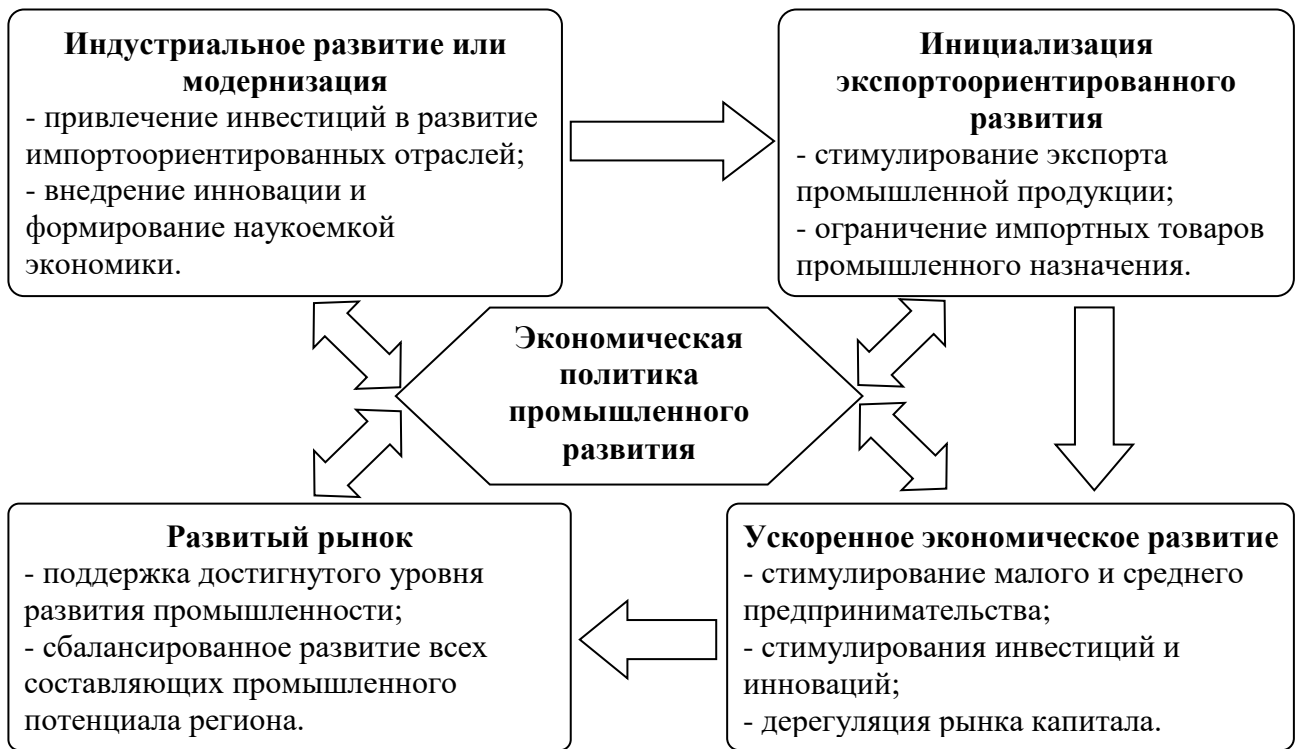 Индустриальное развитие или
модернизация
- привлечение инвестиций в развитие
импортоориентированных отраслей;
- внедрение инновации и
формирование наукоемкой
экономики.
Инициализация
экспортоориентированного
развития
- стимулирование экспорта
промышленной продукции;
- ограничение импортных товаров
промышленного назначения.
Экономическая
политика
промышленного
развития
Развитый рынок
- поддержка достигнутого уровня
развития промышленности;
- сбалансированное развитие всех
составляющих промышленного
потенциала региона.
Ускоренное экономическое развитие
- стимулирование малого и среднего
предпринимательства;
- стимулирования инвестиций и
инноваций;
- дерегуляция рынка капитала.